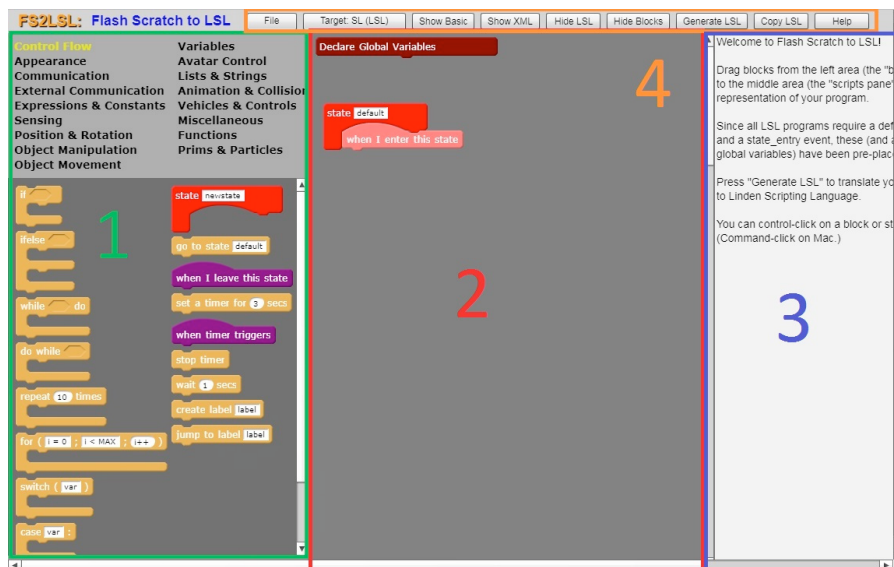 FS2LSL: Flash Scratch to LSL
File
Target: SL (LSL)
Show Basic
Show XML
Hide LSL
Hide Blocks
Generate LSL
Copy LSL
Help
Control Flow
Appearance
Communication
External Communication
Expressions & Constants
Sensing
Position & Rotation
Object Manipulation
Object Movement
Variables
Avatar Control
Lists & Strings
Animation & Collision
Vehicles & Controls
Miscellaneous
Functions
Prims & Particles
1
if
ifelse
while do
do while
repeat 10 times
for ( i = 0 ; i < MAX ; i++ )
switch ( var )
case var :
state newstate
go to state default
when I leave this state
set a timer for 3 secs
when timer triggers
stop timer
wait 1 secs
create label label
jump to label label
Declare Global Variables
state default
when I enter this state
2
4
Welcome to Flash Scratch to LSL!
Drag blocks from the left area (the "b
to the middle area (the "scripts pane"
representation of your program.
Since all LSL programs require a def
and a state_entry event, these (and a
global variables) have been pre-plac
Press "Generate LSL" to translate yo
to Linden Scripting Language.
You can control-click on a block or st
(Command-click on Mac.)
3